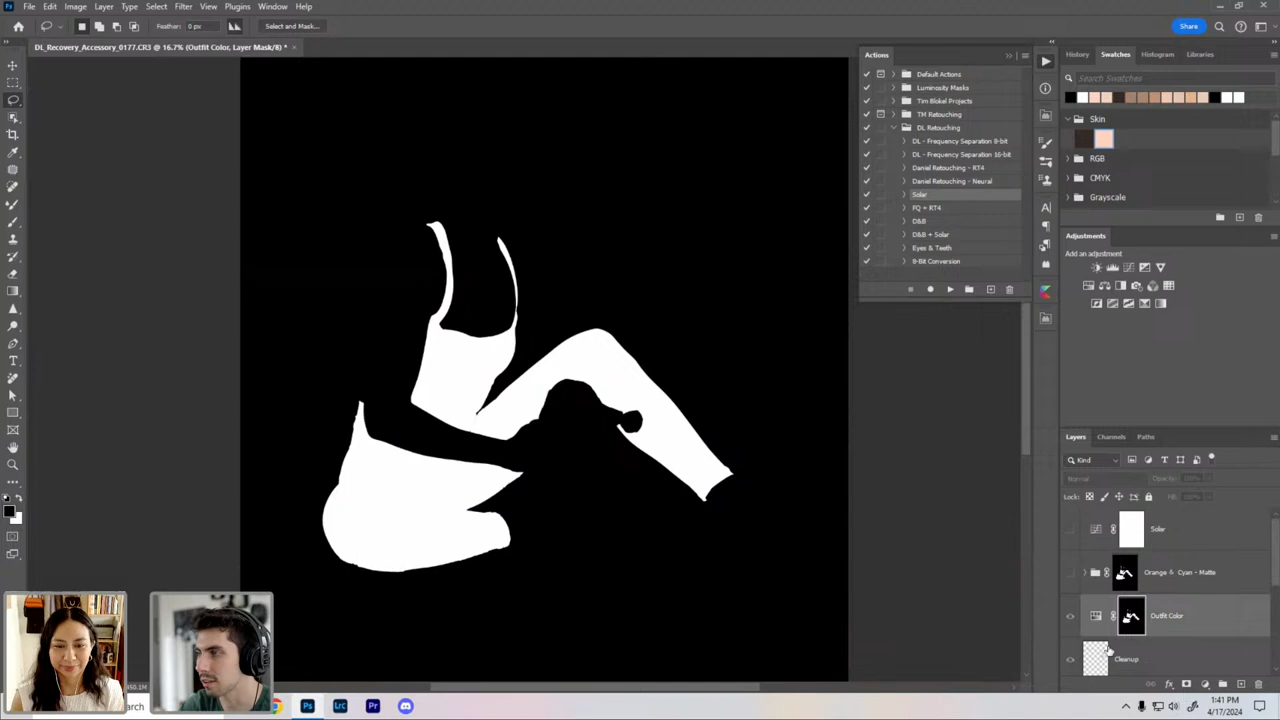 File Edit Image Layer Type Select Filter View Plugins Window Help
Feather: 0 px Select and Mask... Share
DL_Recovery_Accessory_0177.CR3 @ 16.7% (Outfit Color, Layer Mask/8) *
Actions
Default Actions
Luminosity Masks
Tim Blokel Projects
TM Retouching
DL Retouching
DL - Frequency Separation 8-bit
DL - Frequency Separation 16-bit
Daniel Retouching - RT4
Daniel Retouching - Neural
Solar
FQ + RT4
D&B
D&B + Solar
Eyes & Teeth
8-Bit Conversion
History Swatches Histogram Libraries
Search Swatches
Skin
RGB
CMYK
Grayscale
Adjustments
Add an adjustment
Layers Channels Paths
Kind
Normal Opacity:
Lock: Fill:
Solar
Orange & Cyan - Matte
Outfit Color
Cleanup
1:41 PM
4/17/2024